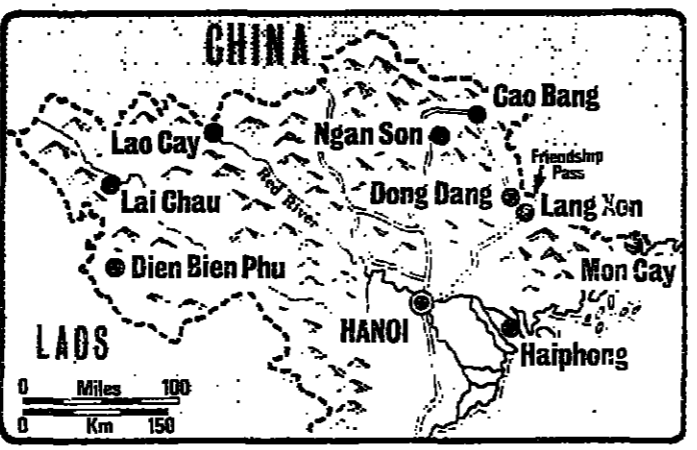 CHINA
Cao Bang
Lao Cay
Ngan Son
Friendship
Pass
Lai Chau
Red River
Dong Dang
Lang Xon
Dien Bien Phu
Mon Cay
HANOI
LAOS
Haiphong
0 Miles 100
0 Km 150